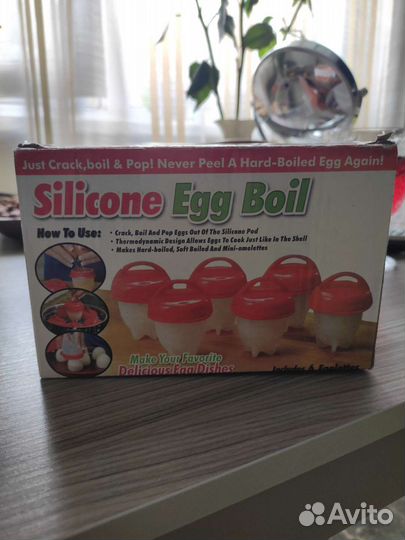 Just Crack,boil & Pop! Never Peel A Hard-Boiled Egg Again!
Silicone Egg Boil
How To Use:
• Crack, Boil And Pop Eggs Out Of The Silicone Pod
• Thermodynamic Design Allows Eggs To Cook Just Like In The Shell
• Makes Hard-boiled, Soft Boiled And Mini-omelettes
Make Your Favorite
Delicious Egg Dishes
Includes 6
Avito